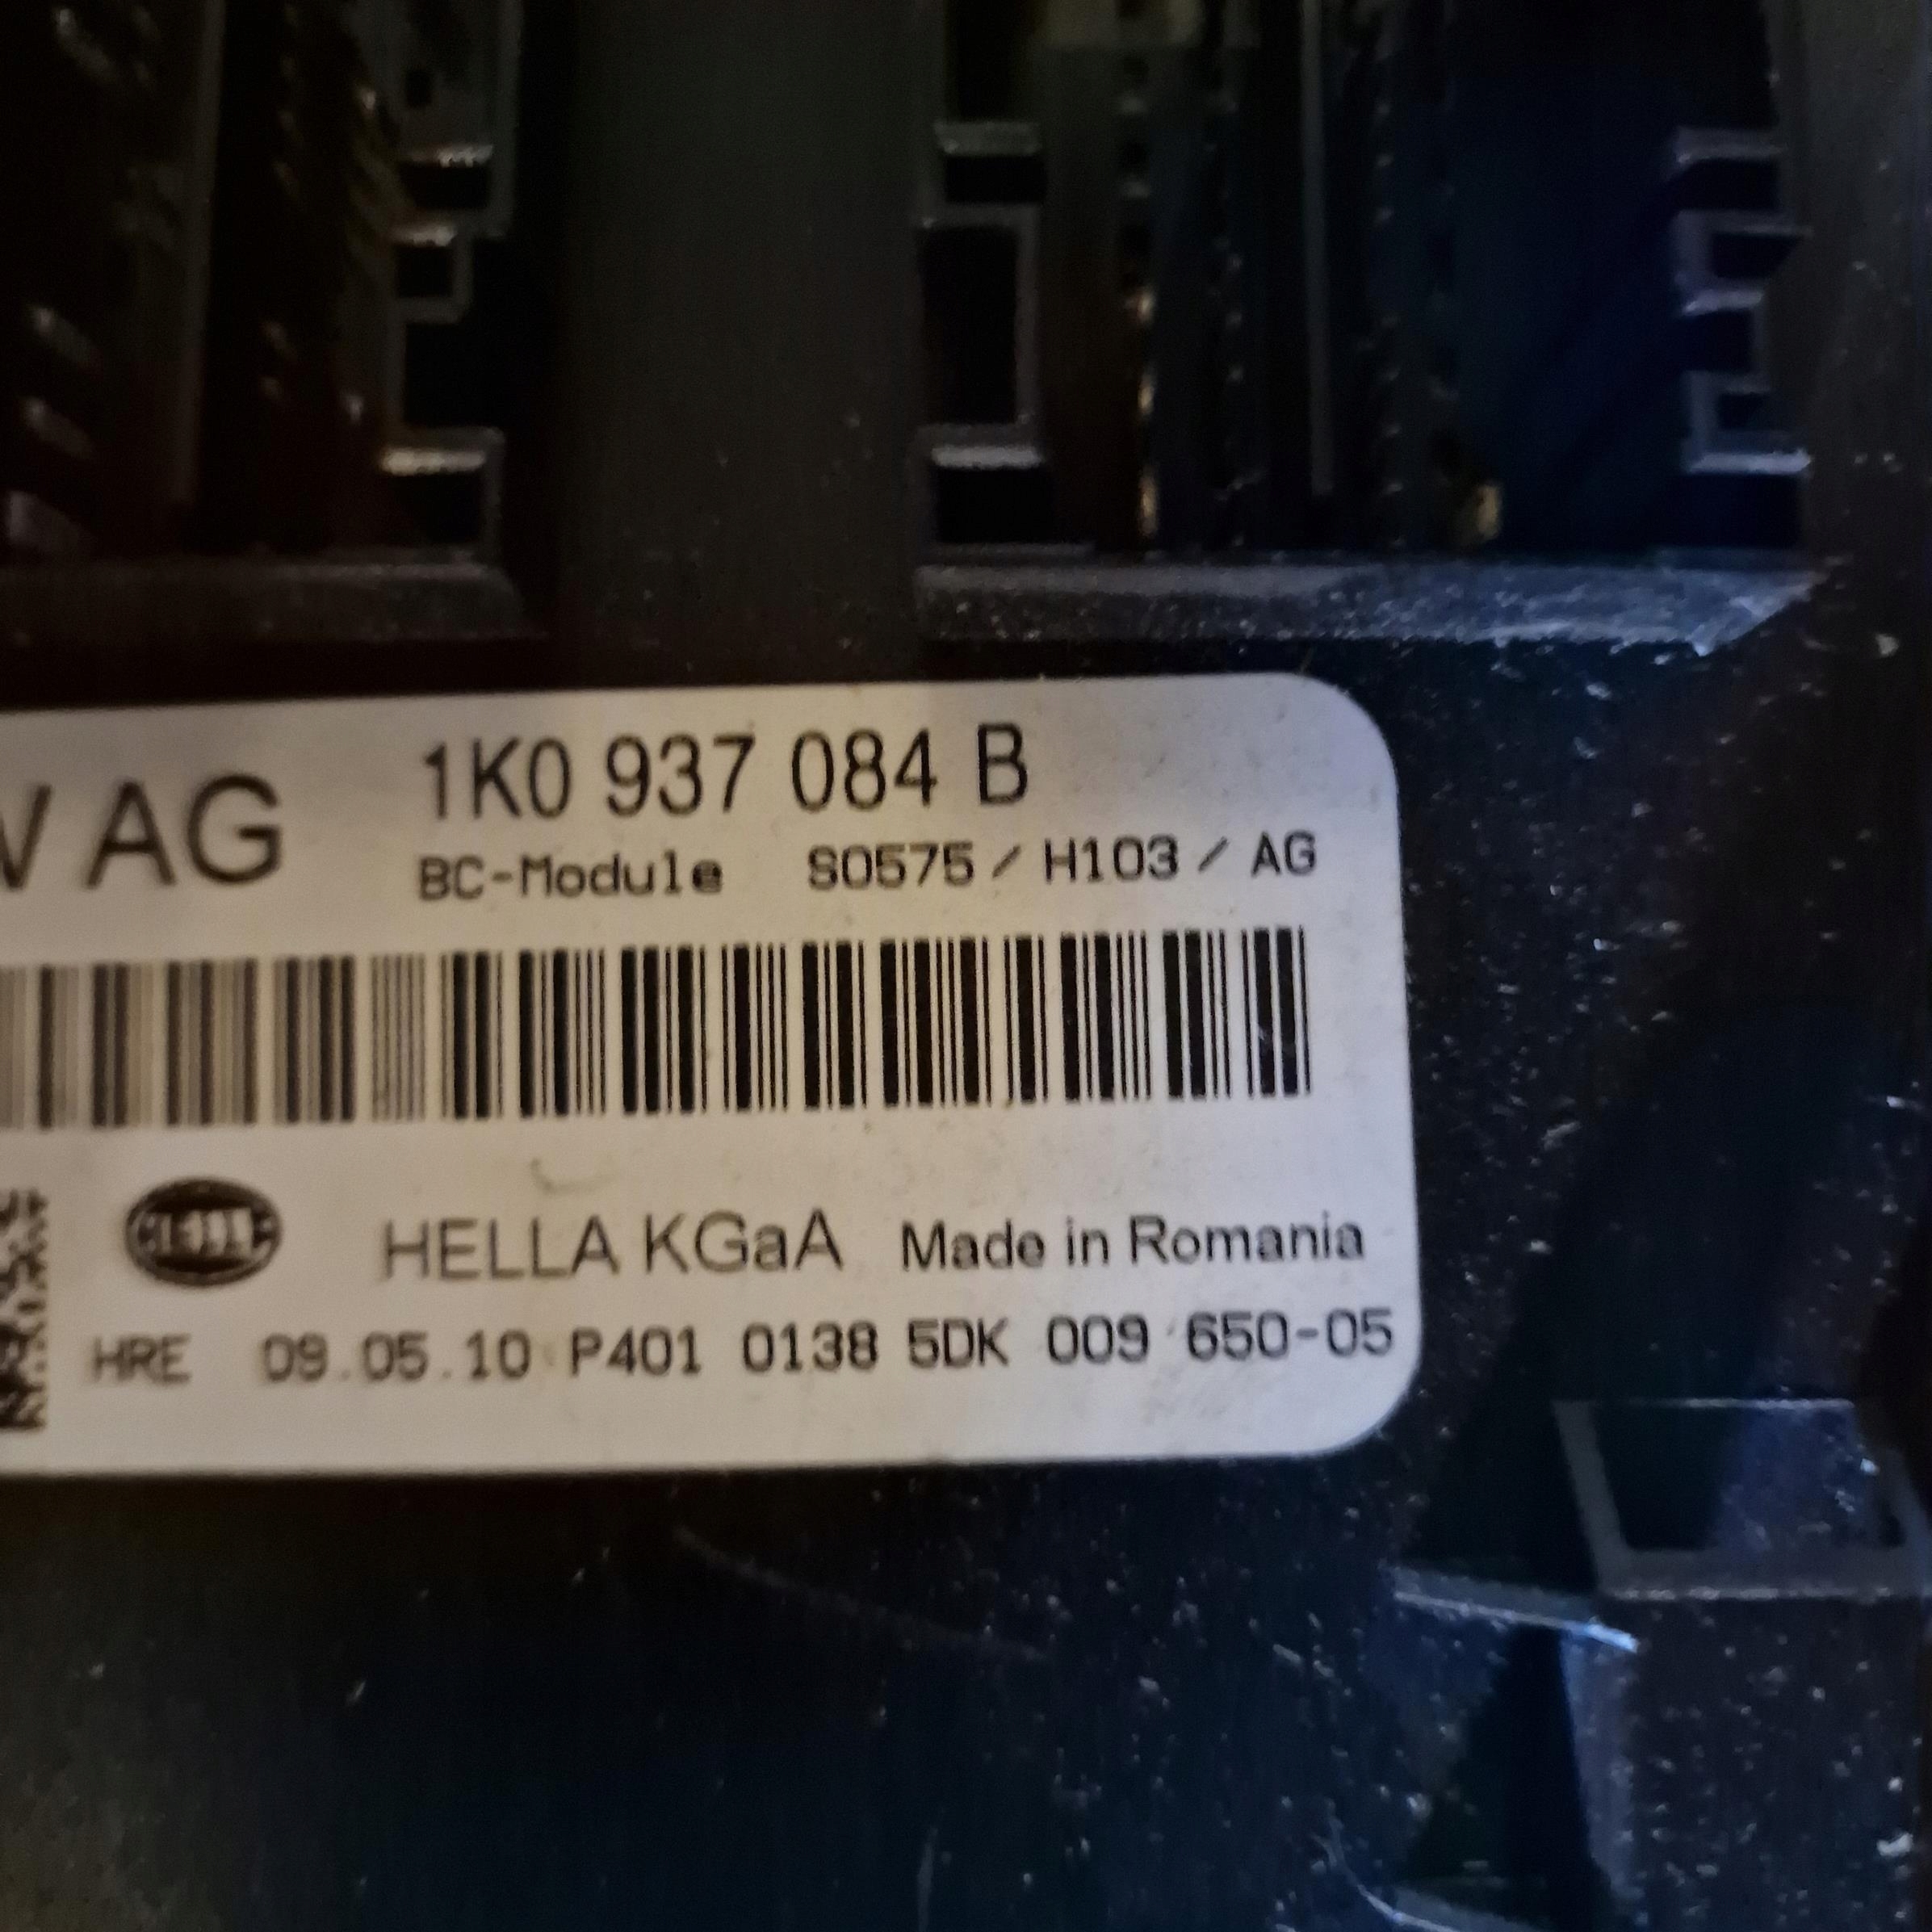 W AG
1K0 937 084 B
BC-Module S0575 / H103 / AG
HELLA
HELLA KGaA Made in Romania
HRE 09.05.10 P401 0138 5DK 009 650-05